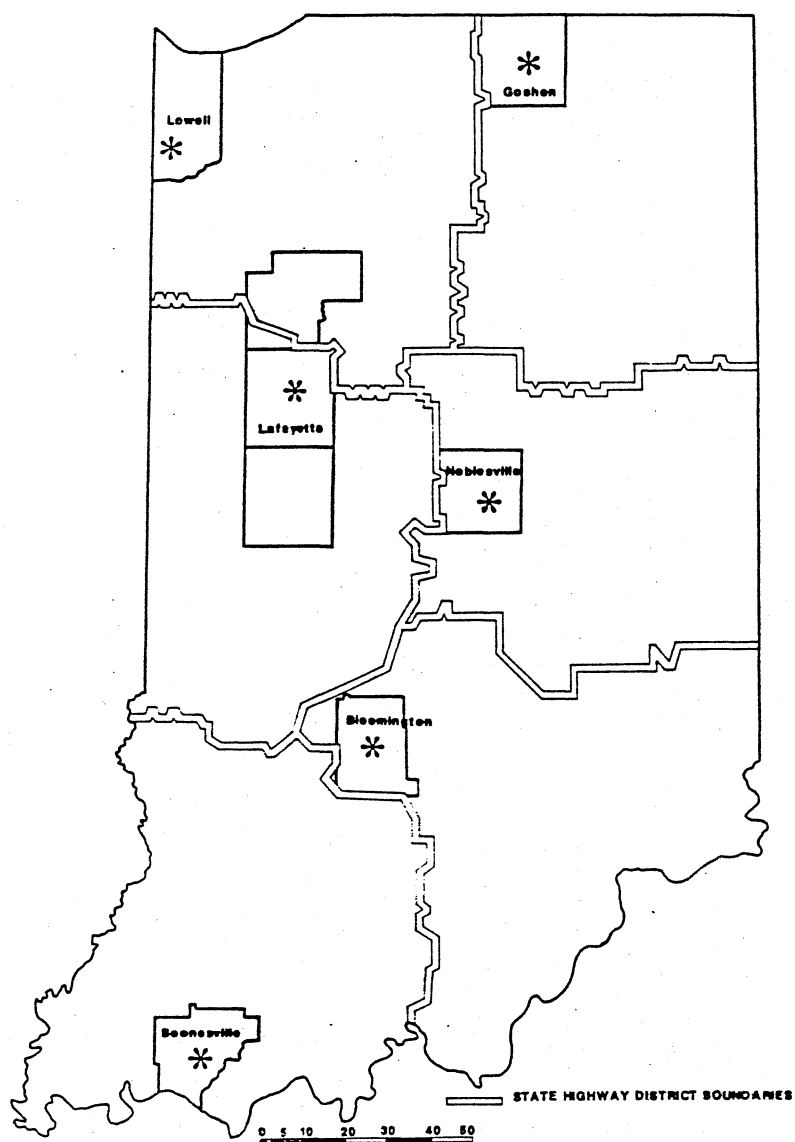 Goshen
Lowell
Lafayette
Noblesville
Bloomington
Boonesville
STATE HIGHWAY DISTRICT BOUNDARIES
0 5 10 20 30 40 50